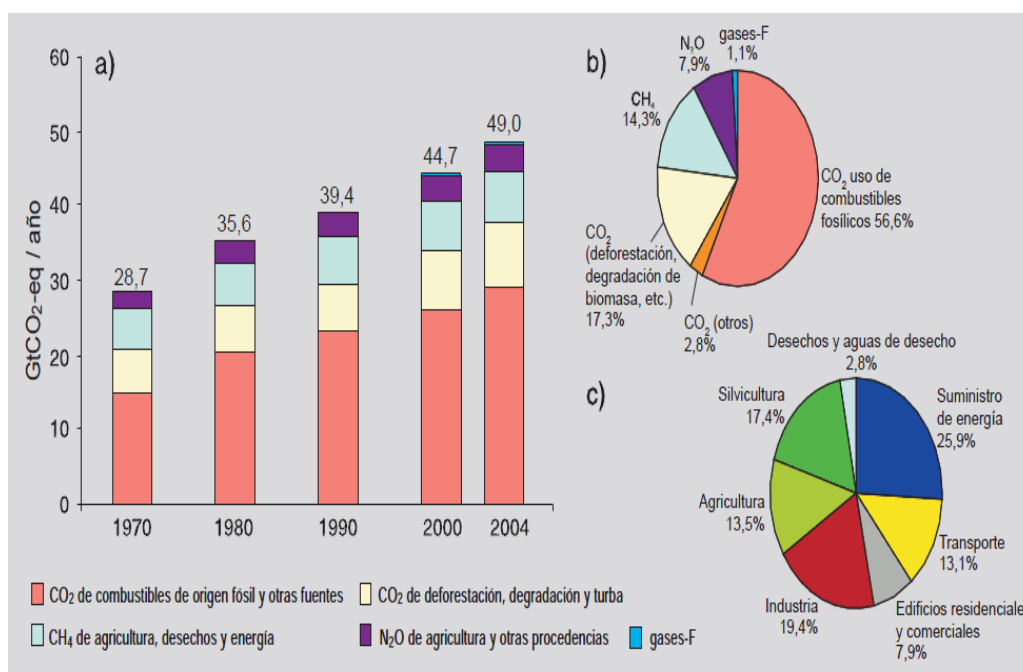 a)
GtCO₂-eq / año
60
50
40
30
20
10
0
28,7
35,6
39,4
44,7
49,0
1970
1980
1990
2000
2004
b)
gases-F
1,1%
N₂O
7,9%
CH₄
14,3%
CO₂ uso de
combustibles
fosílicos 56,6%
CO₂
(deforestación,
degradación de
biomasa, etc.)
17,3%
CO₂ (otros)
2,8%
c)
Desechos y aguas de desecho
2,8%
Silvicultura
17,4%
Suministro
de energía
25,9%
Agricultura
13,5%
Transporte
13,1%
Industria
19,4%
Edificios residenciale
y comerciales
7,9%
CO₂ de combustibles de origen fósil y otras fuentes
CO₂ de deforestación, degradación y turba
CH₄ de agricultura, desechos y energía
N₂O de agricultura y otras procedencias
gases-F